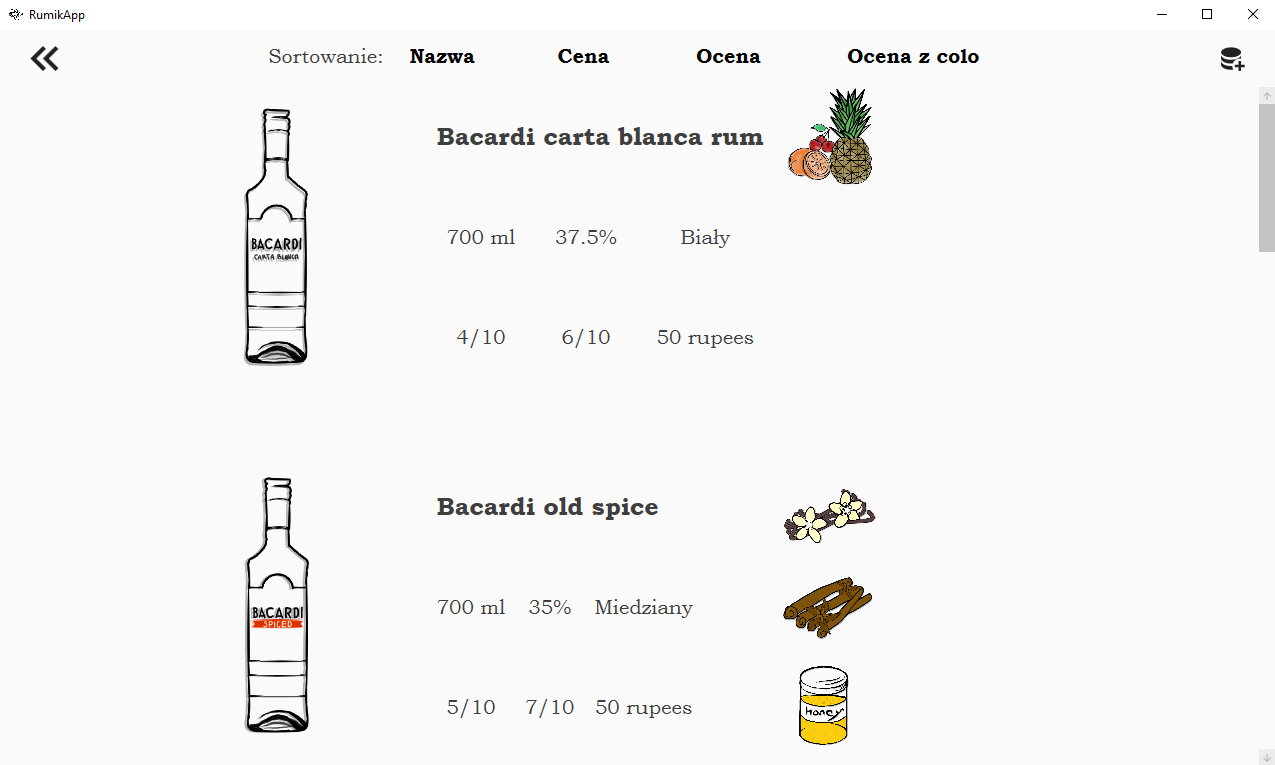 RumikApp
Sortowanie: Nazwa Cena Ocena Ocena z colo
Bacardi carta blanca rum
BACARDI
CARTA BLANCA
700 ml 37.5% Biały
4/10 6/10 50 rupees
Bacardi old spice
BACARDI
SPICED
700 ml 35% Miedziany
5/10 7/10 50 rupees
Honey